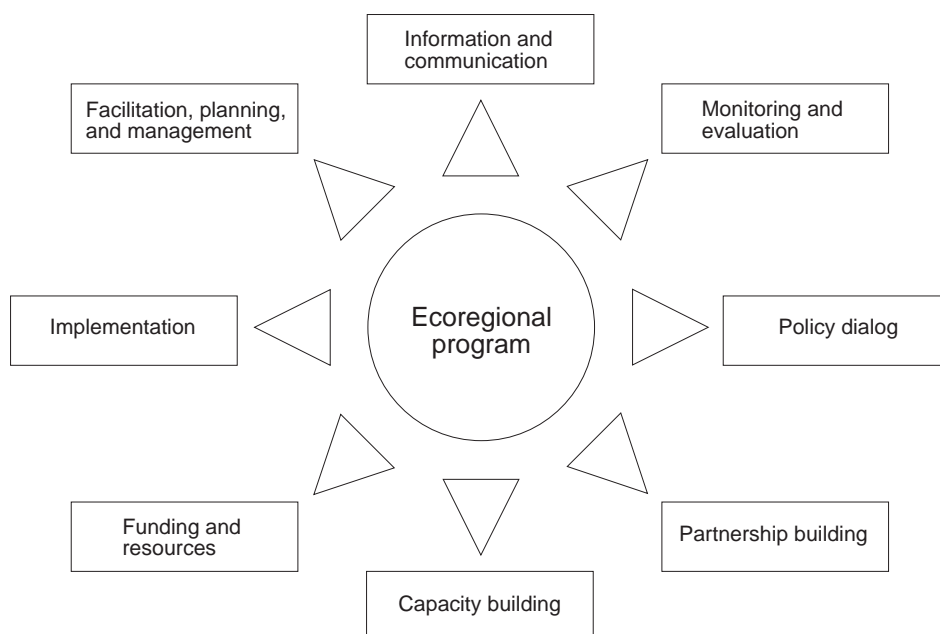 Information and
communication
Facilitation, planning,
and management
Monitoring and
evaluation
Implementation
Ecoregional
program
Policy dialog
Funding and
resources
Partnership building
Capacity building